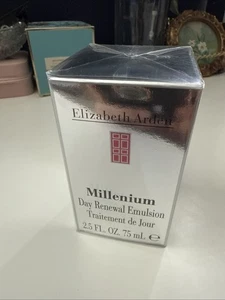 Elizabeth Arden
Millenium
Day Renewal Emulsion
Traitement de Jour
2.5 FL. OZ. 75 mL ℮